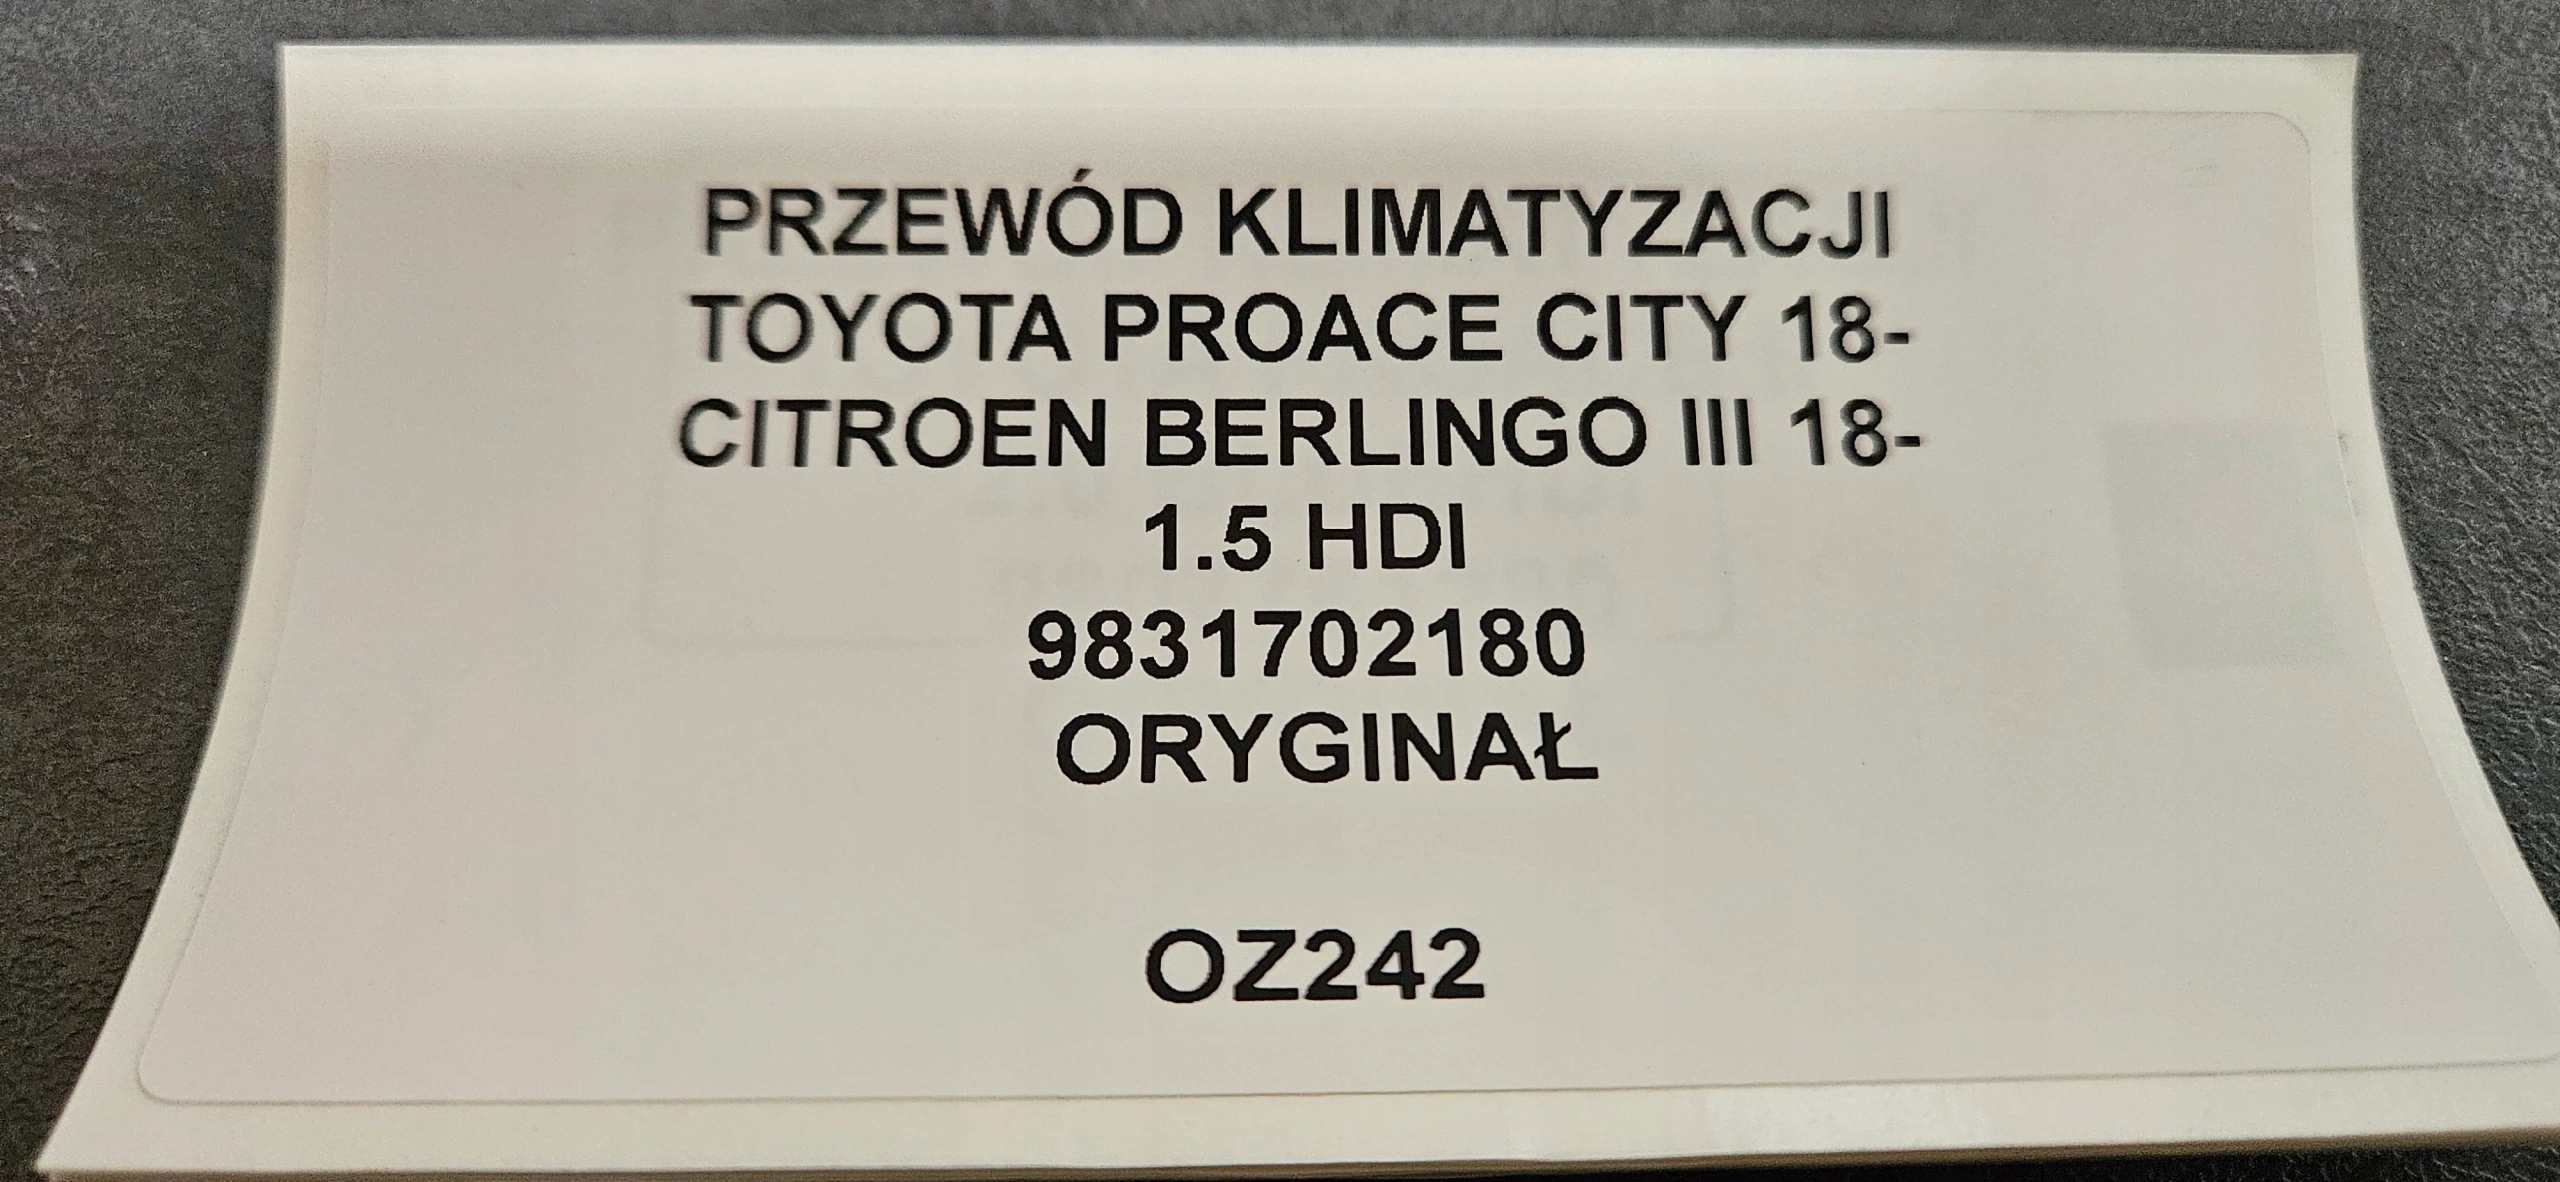 PRZEWÓD KLIMATYZACJI
TOYOTA PROACE CITY 18-
CITROEN BERLINGO III 18-
1.5 HDI
9831702180
ORYGINAŁ
OZ242